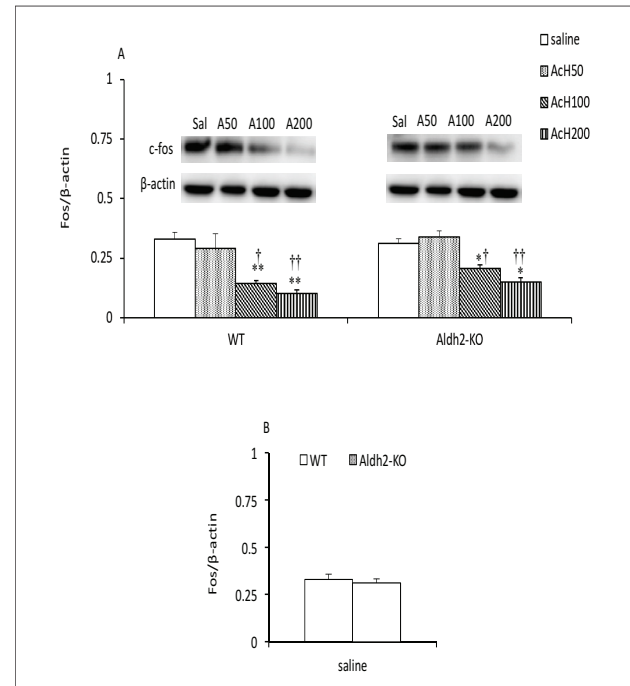 saline
AcH50
AcH100
AcH200
A
1
0.75
0.5
0.25
0
Fos/β-actin
Sal A50 A100 A200
c-fos
β-actin
Sal A50 A100 A200
†
**
††
**
*†
††
*
WT Aldh2-KO
B
WT Aldh2-KO
1
0.75
0.5
0.25
0
Fos/β-actin
saline